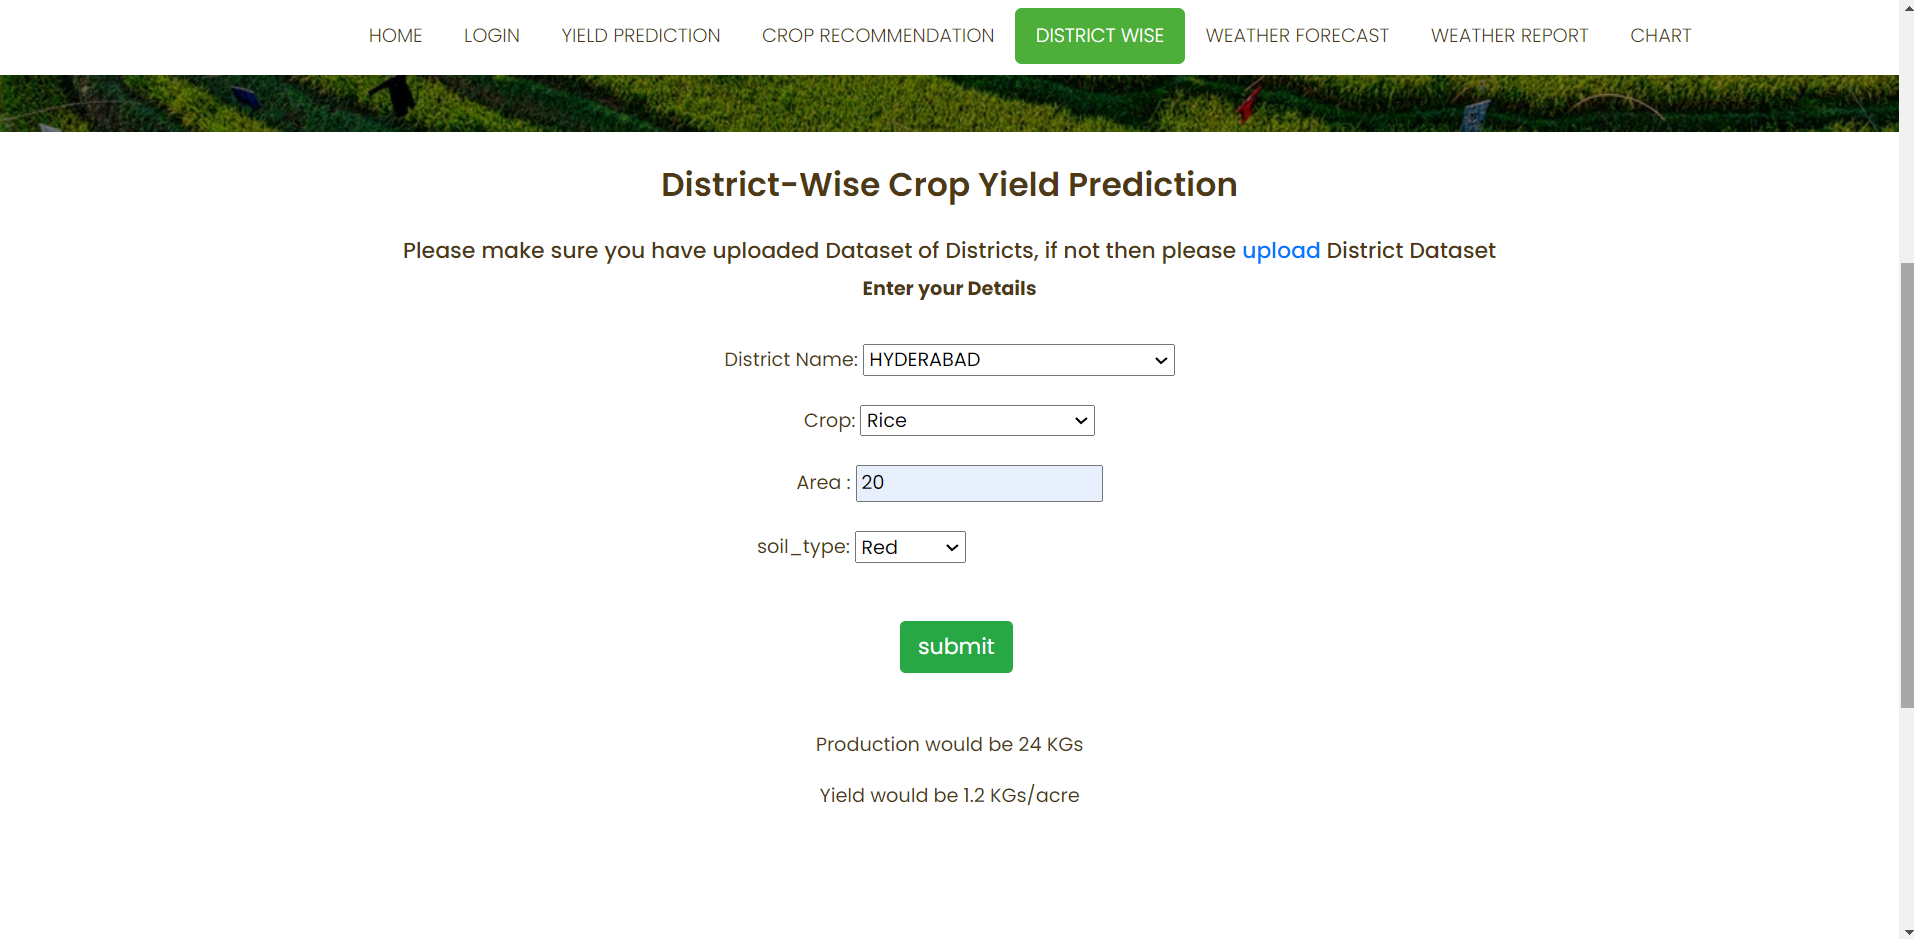 HOME LOGIN YIELD PREDICTION CROP RECOMMENDATION DISTRICT WISE WEATHER FORECAST WEATHER REPORT CHART
District-Wise Crop Yield Prediction
Please make sure you have uploaded Dataset of Districts, if not then please upload District Dataset
Enter your Details
District Name: HYDERABAD
Crop: Rice
Area : 20
soil_type: Red
submit
Production would be 24 KGs
Yield would be 1.2 KGs/acre